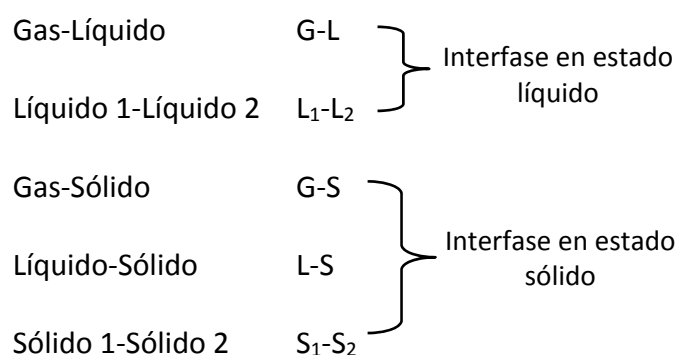 Gas-Líquido G-L
Interfase en estado
líquido
Líquido 1-Líquido 2 L₁-L₂
Gas-Sólido G-S
Líquido-Sólido L-S
Interfase en estado
sólido
Sólido 1-Sólido 2 S₁-S₂